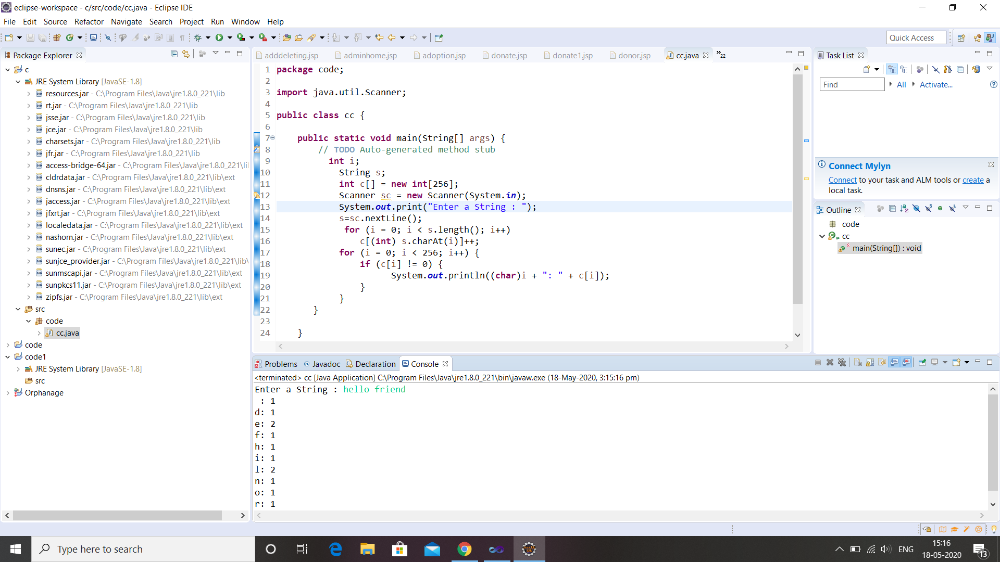 eclipse-workspace - c/src/code/cc.java - Eclipse IDE
File Edit Source Refactor Navigate Search Project Run Window Help
Quick Access
Package Explorer
c
JRE System Library [JavaSE-1.8]
resources.jar - C:\Program Files\Java\jre1.8.0_221\lib
rt.jar - C:\Program Files\Java\jre1.8.0_221\lib
jsse.jar - C:\Program Files\Java\jre1.8.0_221\lib
jce.jar - C:\Program Files\Java\jre1.8.0_221\lib
charsets.jar - C:\Program Files\Java\jre1.8.0_221\lib
jfr.jar - C:\Program Files\Java\jre1.8.0_221\lib
access-bridge-64.jar - C:\Program Files\Java\jre1.8.0_221\li
cldrdata.jar - C:\Program Files\Java\jre1.8.0_221\lib\ext
dnsns.jar - C:\Program Files\Java\jre1.8.0_221\lib\ext
jaccess.jar - C:\Program Files\Java\jre1.8.0_221\lib\ext
jfxrt.jar - C:\Program Files\Java\jre1.8.0_221\lib\ext
localedata.jar - C:\Program Files\Java\jre1.8.0_221\lib\ext
nashorn.jar - C:\Program Files\Java\jre1.8.0_221\lib\ext
sunec.jar - C:\Program Files\Java\jre1.8.0_221\lib\ext
sunjce_provider.jar - C:\Program Files\Java\jre1.8.0_221\lib\
sunmscapi.jar - C:\Program Files\Java\jre1.8.0_221\lib\ext
sunpkcs11.jar - C:\Program Files\Java\jre1.8.0_221\lib\ext
zipfs.jar - C:\Program Files\Java\jre1.8.0_221\lib\ext
src
code
cc.java
code
code1
JRE System Library [JavaSE-1.8]
src
Orphanage
adddeleting.jsp adminhome.jsp adoption.jsp donate.jsp donate1.jsp donor.jsp cc.java »22
1 package code;
2
3 import java.util.Scanner;
4
5 public class cc {
6
7 public static void main(String[] args) {
8 // TODO Auto-generated method stub
9 int i;
10 String s;
11 int c[] = new int[256];
12 Scanner sc = new Scanner(System.in);
13 System.out.print("Enter a String : ");
14 s=sc.nextLine();
15 for (i = 0; i < s.length(); i++)
16 c[(int) s.charAt(i)]++;
17 for (i = 0; i < 256; i++) {
18 if (c[i] != 0) {
19 System.out.println((char)i + ": " + c[i]);
20 }
21 }
22 }
23
24 }
Problems @ Javadoc Declaration Console
<terminated> cc [Java Application] C:\Program Files\Java\jre1.8.0_221\bin\javaw.exe (18-May-2020, 3:15:16 pm)
Enter a String : hello friend
 : 1
d: 1
e: 2
f: 1
h: 1
i: 1
l: 2
n: 1
o: 1
r: 1
Task List
Find All Activate...
Connect Mylyn
Connect to your task and ALM tools or create a
local task.
Outline
code
cc
main(String[]) : void
Type here to search
ENG
15:16
18-05-2020
13